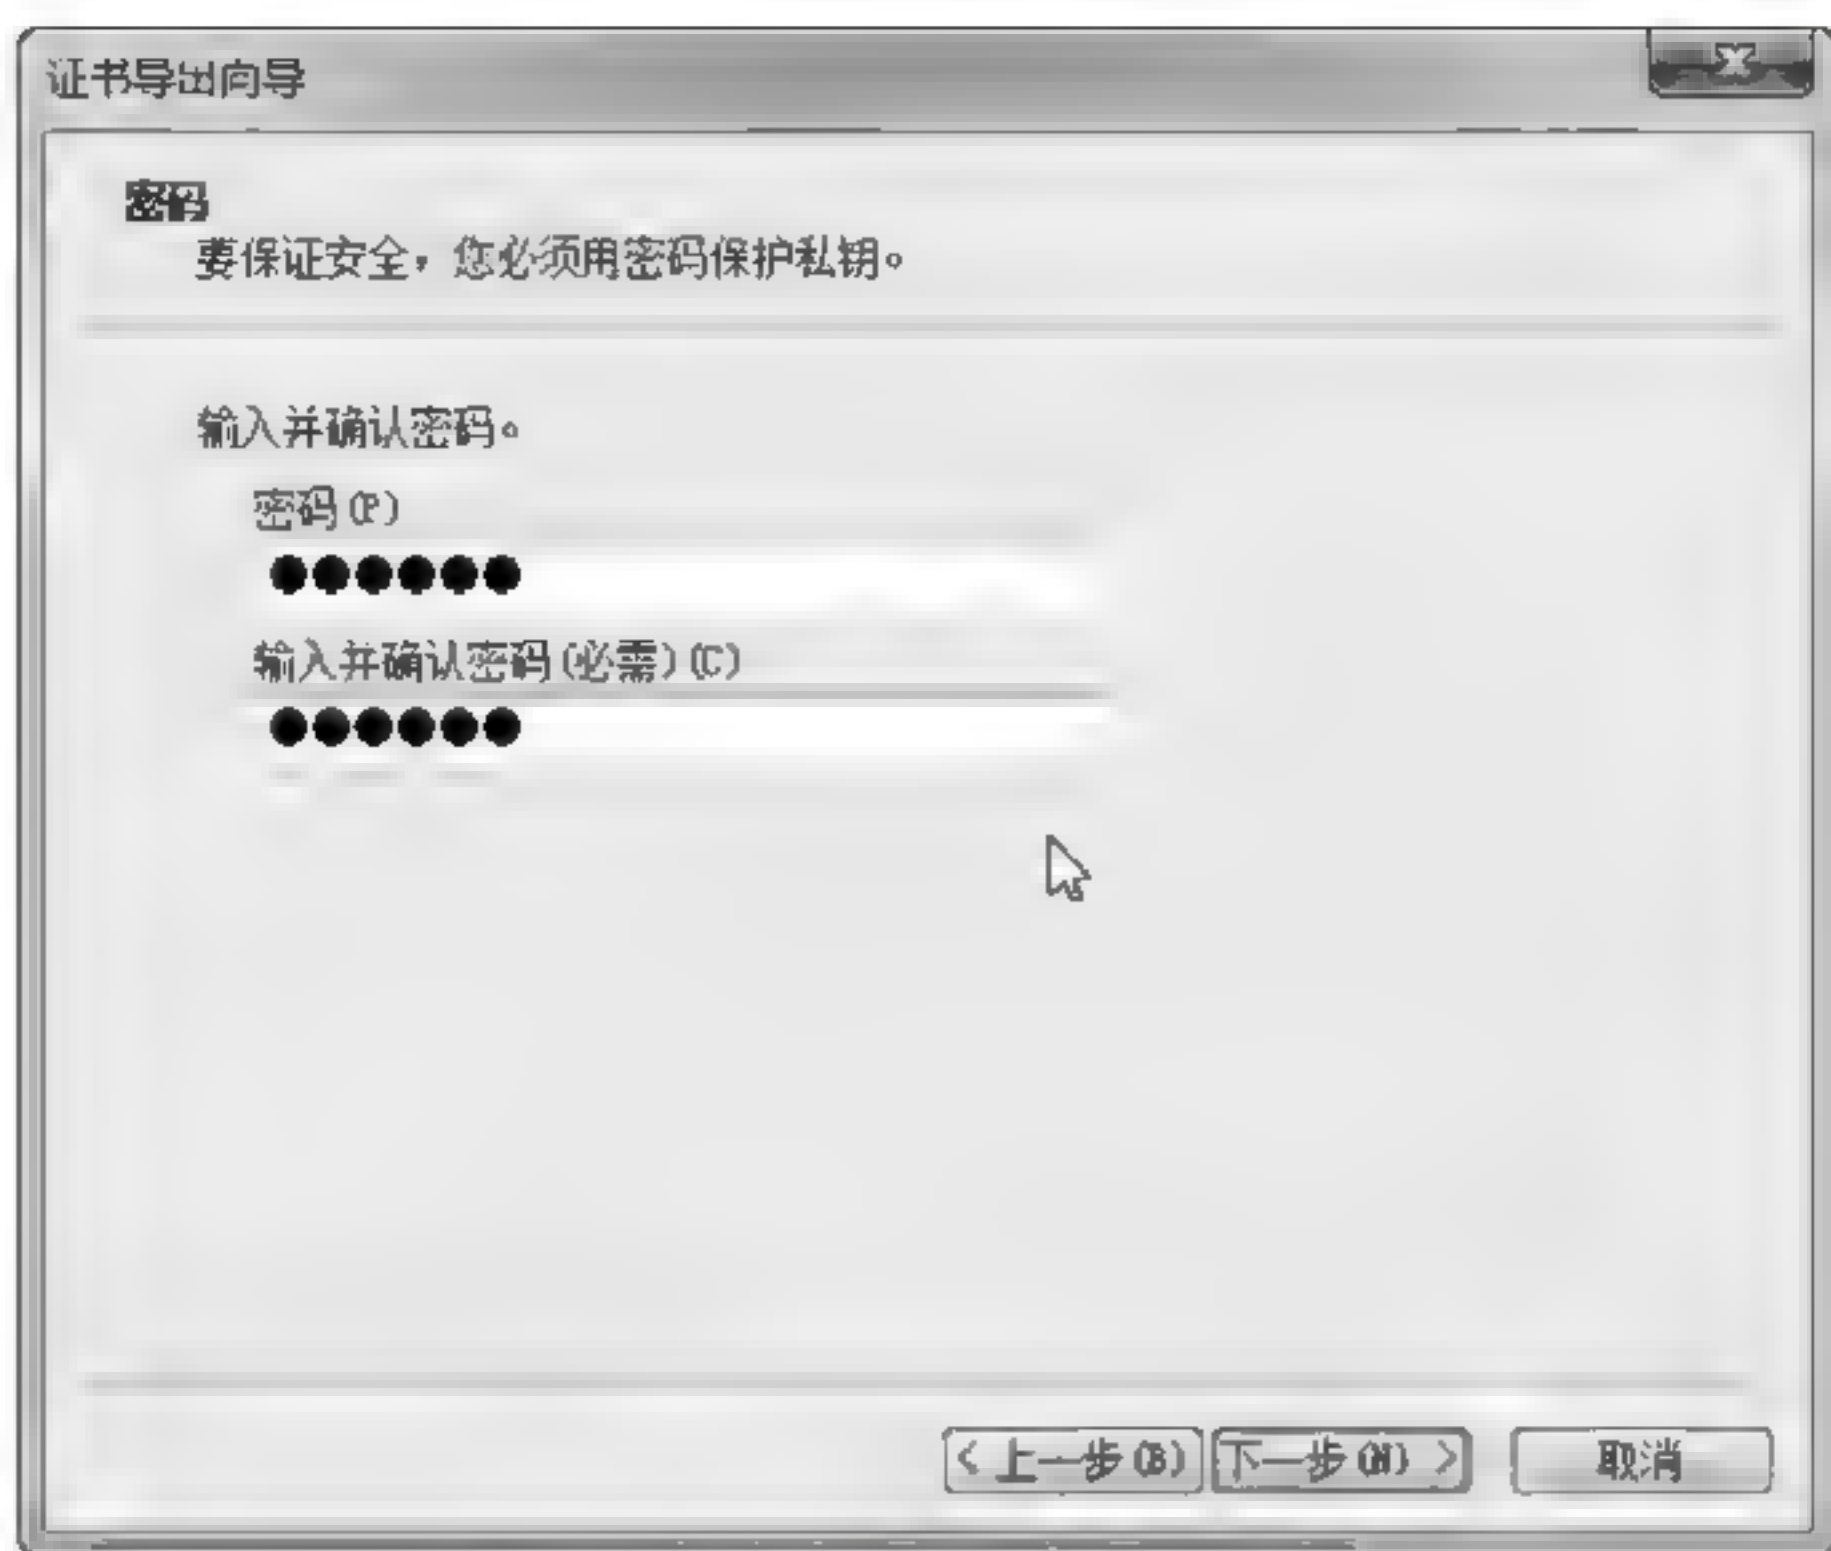 证书导出向导
密码
要保证安全，您必须用密码保护私钥。
输入并确认密码。
密码(P)
●●●●●●
输入并确认密码(必需)(C)
●●●●●●
< 上一步(B) 下一步(N) > 取消